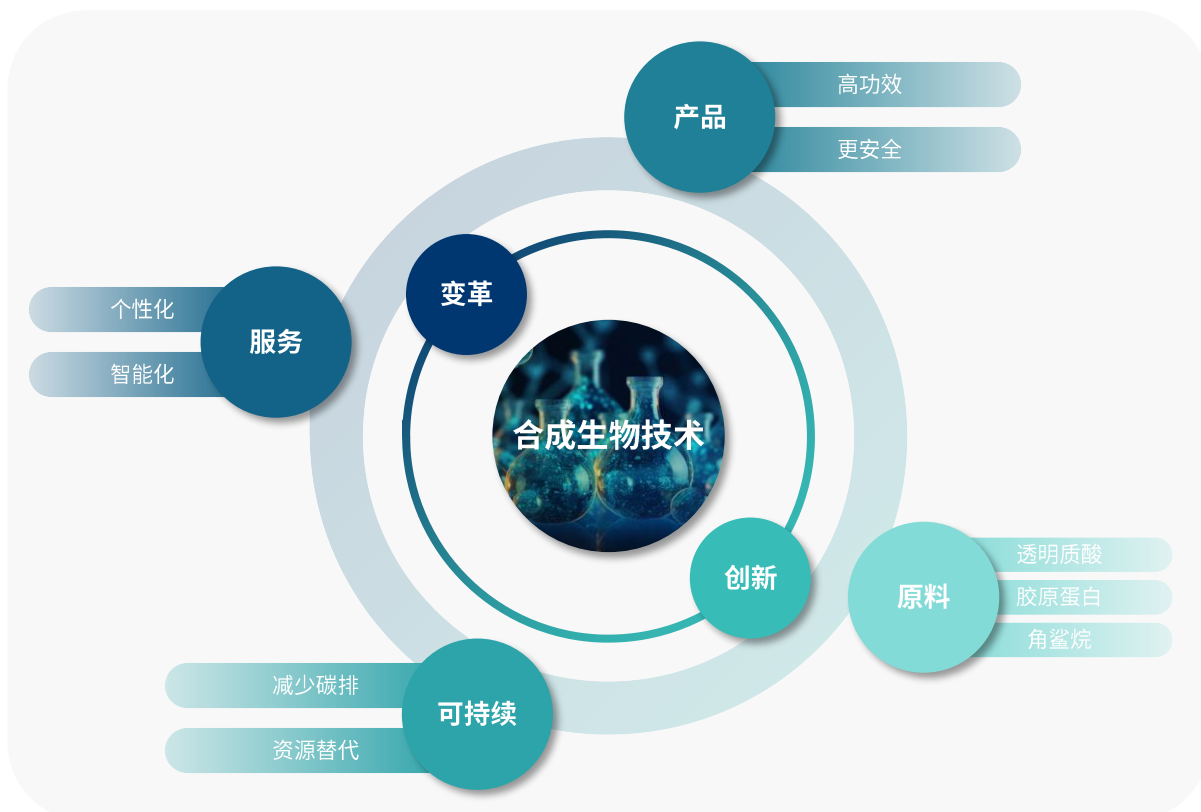 产品
高功效
更安全
变革
服务
个性化
智能化
合成生物技术
创新
原料
透明质酸
胶原蛋白
角鲨烷
可持续
减少碳排
资源替代